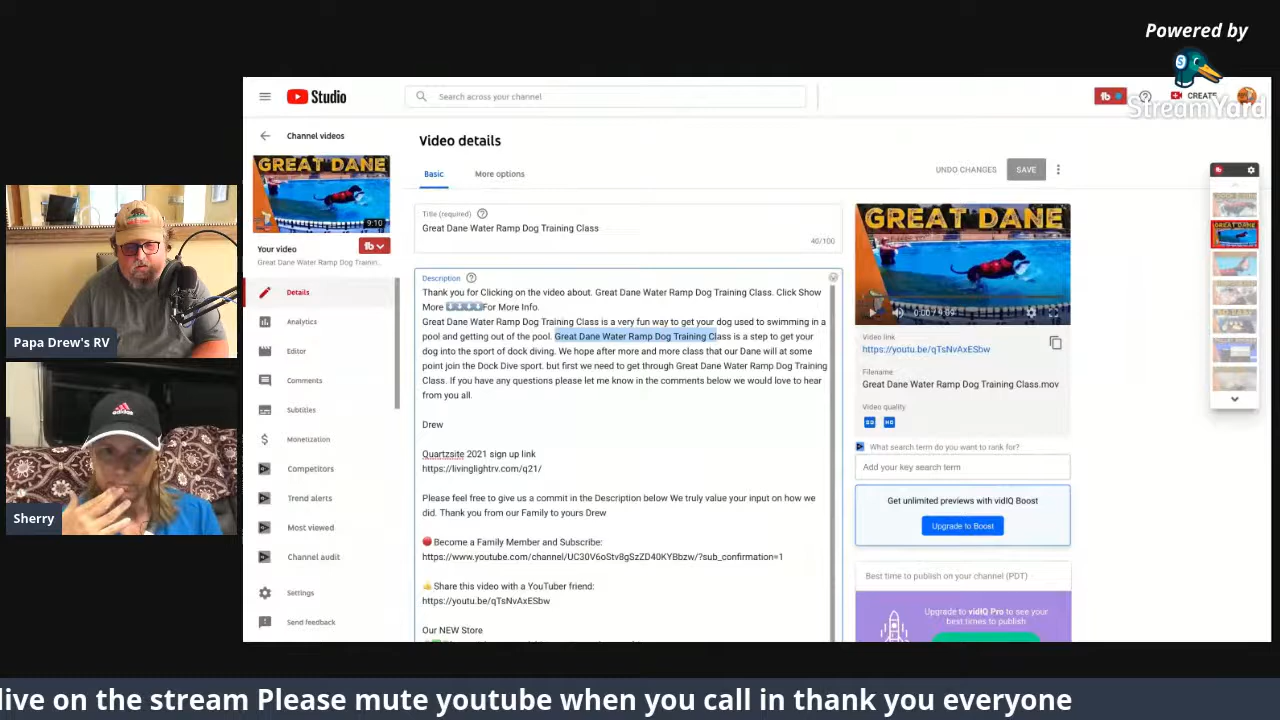 Powered by
StreamYard
Studio
Search across your channel
CREATE
Channel videos
Video details
GREAT DANE
9:10
Basic
More options
UNDO CHANGES
SAVE
Your video
Great Dane Water Ramp Dog Trainin...
Title (required)
Great Dane Water Ramp Dog Training Class
40/100
GREAT DANE
Details
Analytics
Editor
Comments
Subtitles
Monetization
Competitors
Trend alerts
Most viewed
Channel audit
Settings
Send feedback
Description
Thank you for Clicking on the video about. Great Dane Water Ramp Dog Training Class. Click Show
More ⬇⬇⬇⬇For More Info.
Great Dane Water Ramp Dog Training Class is a very fun way to get your dog used to swimming in a
pool and getting out of the pool. Great Dane Water Ramp Dog Training Class is a step to get your
dog into the sport of dock diving. We hope after more and more class that our Dane will at some
point join the Dock Dive sport. but first we need to get through Great Dane Water Ramp Dog Training
Class. If you have any questions please let me know in the comments below we would love to hear
from you all.
Drew
Quartzsite 2021 sign up link
https://livinglightrv.com/q21/
Please feel free to give us a commit in the Description below We truly value your input on how we
did. Thank you from our Family to yours Drew
🔴Become a Family Member and Subscribe:
https://www.youtube.com/channel/UC30V6oStv8gSzZD40KYBbzw/?sub_confirmation=1
👍Share this video with a YouTuber friend:
https://youtu.be/qTsNvAxESbw
Our NEW Store
Video link
https://youtu.be/qTsNvAxESbw
Filename
Great Dane Water Ramp Dog Training Class.mov
Video quality
SD HD
What search term do you want to rank for?
Add your key search term
Get unlimited previews with vidIQ Boost
Upgrade to Boost
Best time to publish on your channel (PDT)
Upgrade to vidIQ Pro to see your
best times to publish
Papa Drew's RV
adidas
Sherry
live on the stream Please mute youtube when you call in thank you everyone